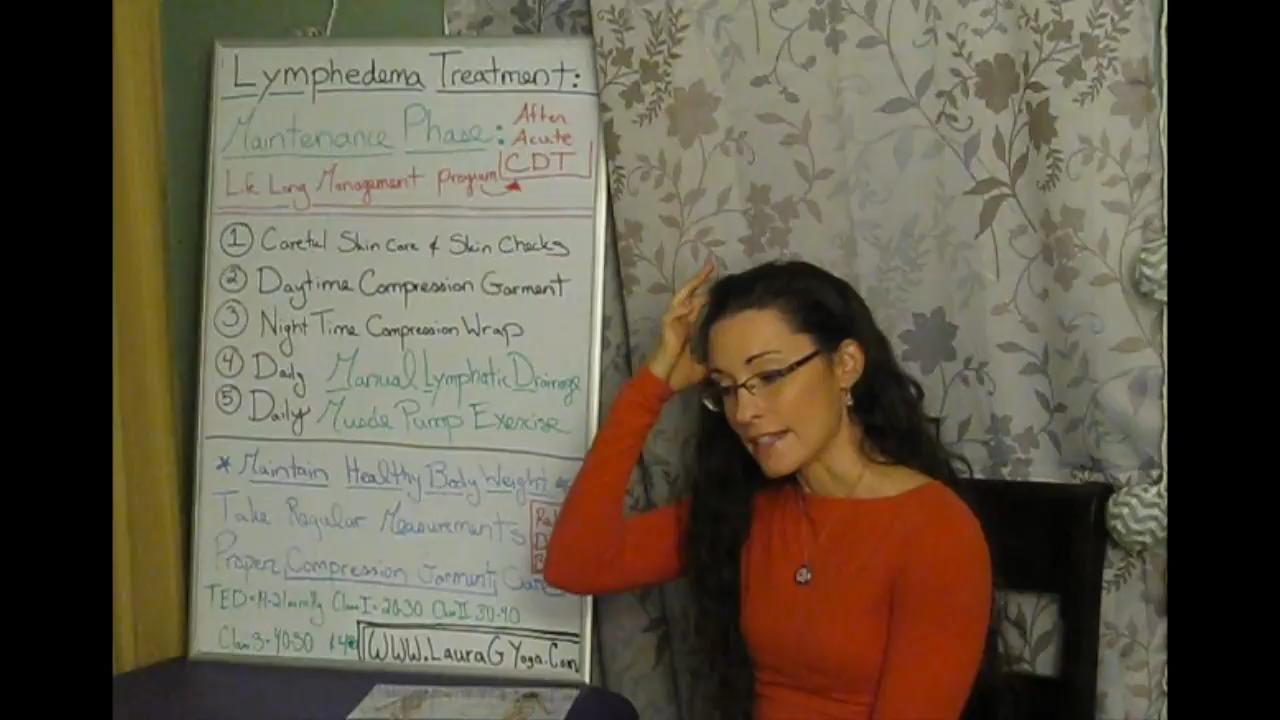 Lymphedema Treatment:
Maintenance Phase:
After
Acute
CDT
Life Long Management Program
1 Careful Skin Care & Skin Checks
2 Daytime Compression Garment
3 Night Time Compression Wrap
4 Daily Manual Lymphatic Drainage
5 Daily Muscle Pump Exercise
* Maintain Healthy Body Weight *
Take Regular Measurements
Proper Compression Garment Care
Class I = 20-30 Class II 30-40
Class 3 = 40-50
WWW.LauraGYoga.Com